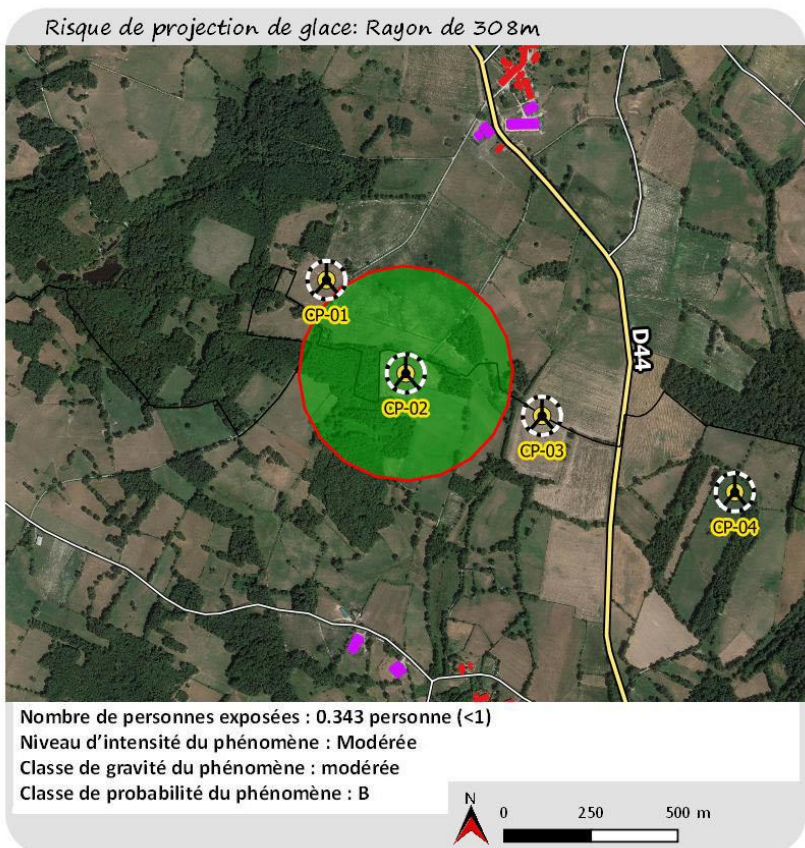 Risque de projection de glace: Rayon de 308m
CP-01
D44
CP-02
CP-03
CP-04
Nombre de personnes exposées : 0.343 personne (<1)
Niveau d'intensité du phénomène : Modérée
Classe de gravité du phénomène : modérée
Classe de probabilité du phénomène : B
N
0 250 500 m